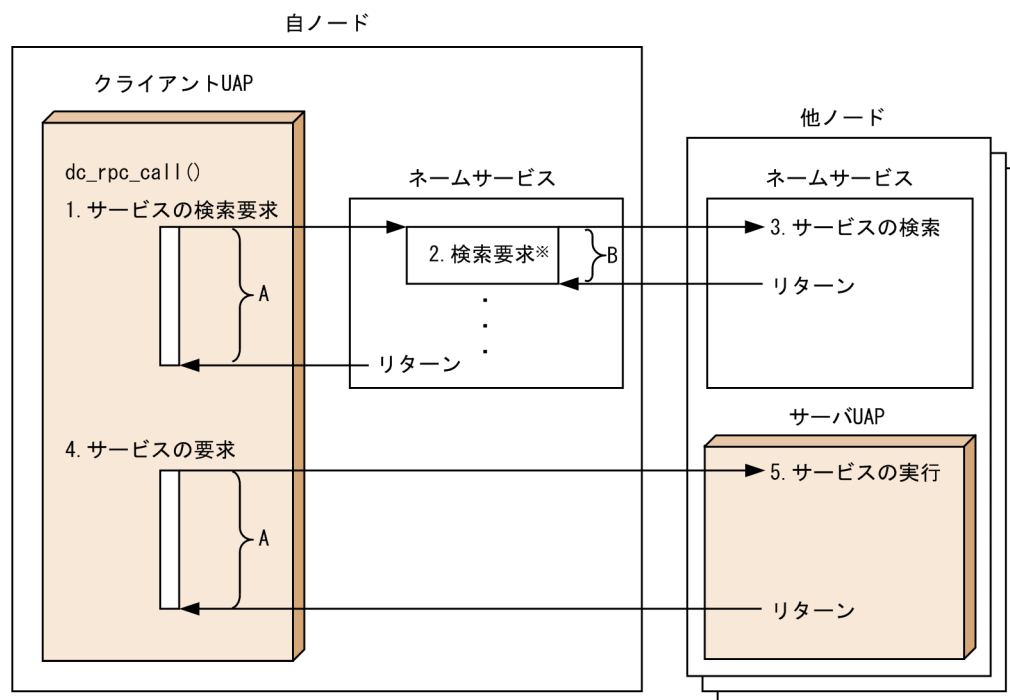 自ノード
クライアントUAP
他ノード
dc_rpc_call()
ネームサービス
ネームサービス
1.サービスの検索要求
2.検索要求※
B
3.サービスの検索
リターン
A
リターン
サーバUAP
4.サービスの要求
5.サービスの実行
A
リターン